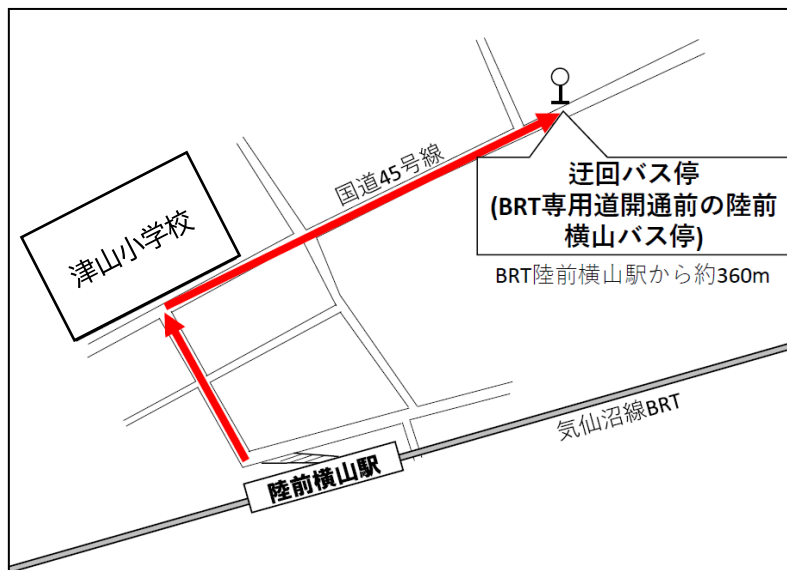 国道45号線
津山小学校
迂回バス停
(BRT専用道開通前の陸前
横山バス停)
BRT陸前横山駅から約360m
気仙沼線BRT
陸前横山駅